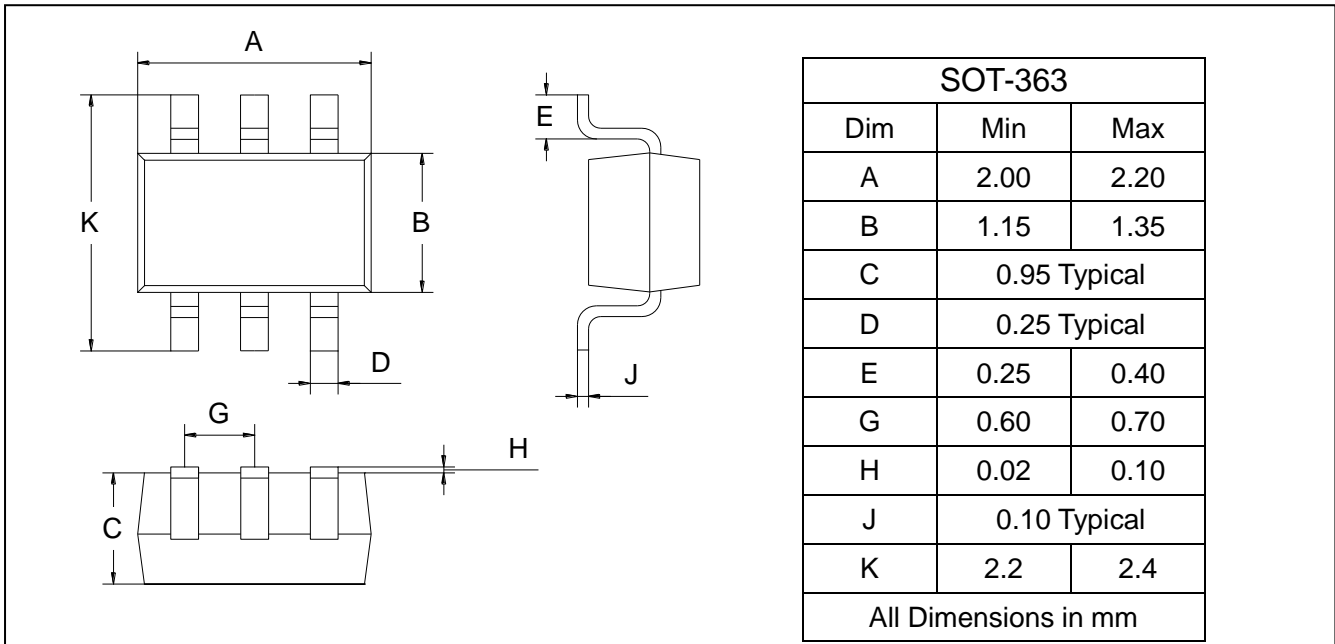 A
K
B
D
E
J
G
H
C
SOT-363
Dim Min Max
A 2.00 2.20
B 1.15 1.35
C 0.95 Typical
D 0.25 Typical
E 0.25 0.40
G 0.60 0.70
H 0.02 0.10
J 0.10 Typical
K 2.2 2.4
All Dimensions in mm